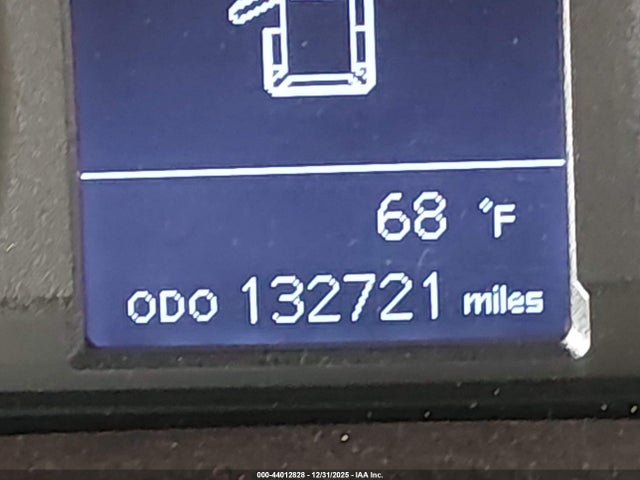 68 °F
ODO 132721 miles
000-44012828 - 12/31/2025 - IAA Inc.